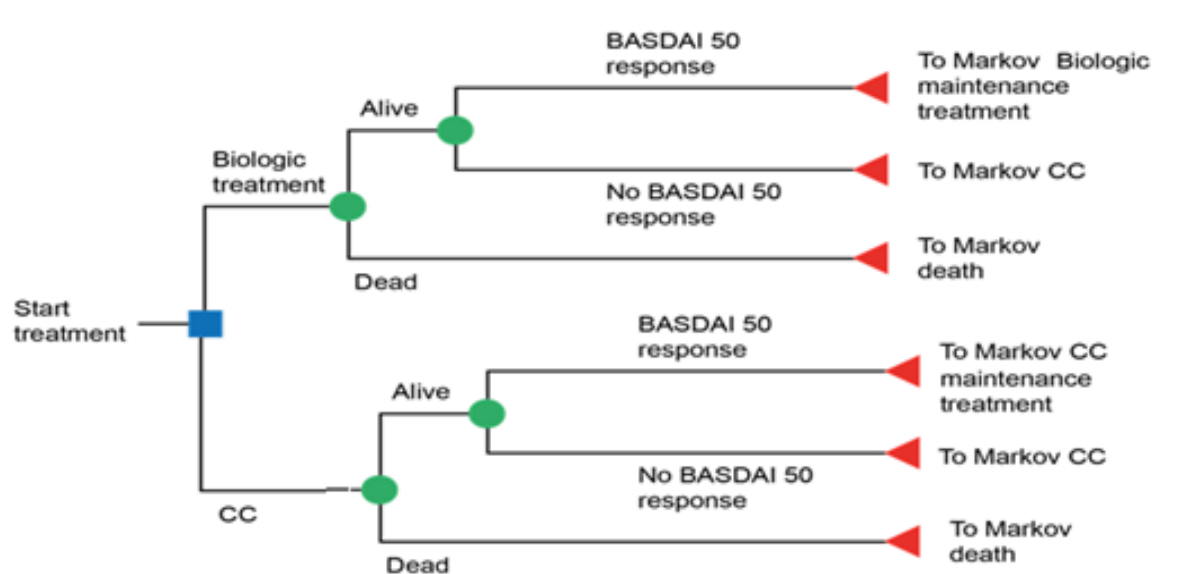 BASDAI 50
response
To Markov Biologic
maintenance
treatment
Alive
Biologic
treatment
To Markov CC
No BASDAI 50
response
To Markov
death
Dead
Start
treatment
BASDAI 50
response
To Markov CC
maintenance
treatment
Alive
To Markov CC
No BASDAI 50
response
CC
To Markov
death
Dead